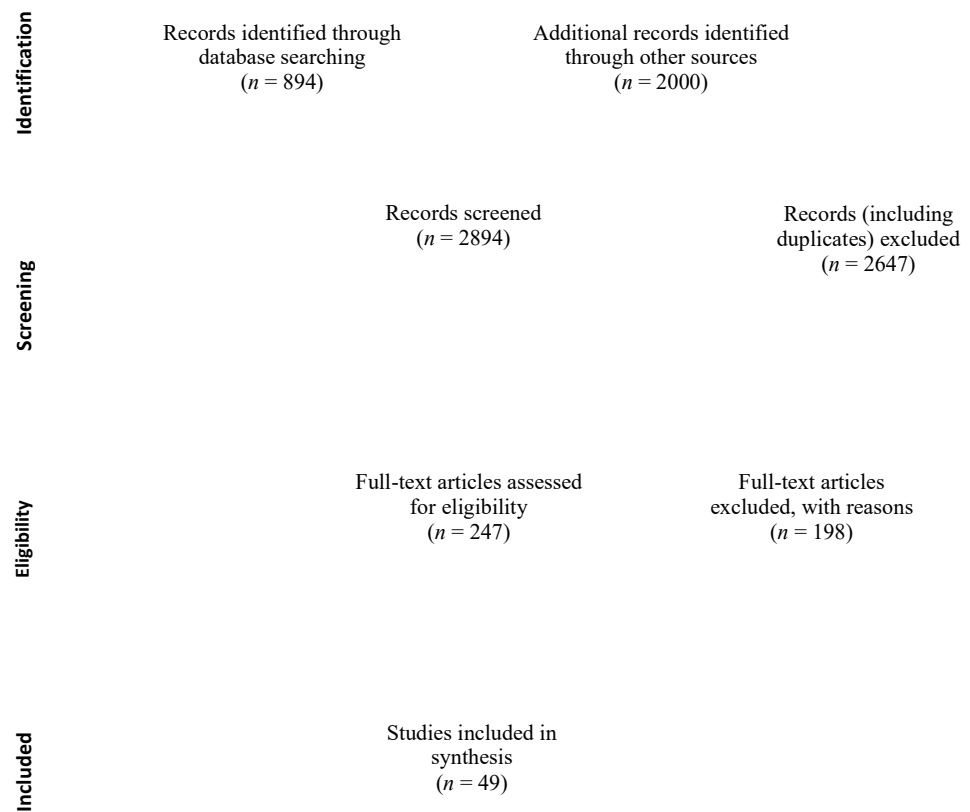 Identification
Records identified through
database searching
(n = 894)
Additional records identified
through other sources
(n = 2000)
Screening
Records screened
(n = 2894)
Records (including
duplicates) excluded
(n = 2647)
Eligibility
Full-text articles assessed
for eligibility
(n = 247)
Full-text articles
excluded, with reasons
(n = 198)
Included
Studies included in
synthesis
(n = 49)